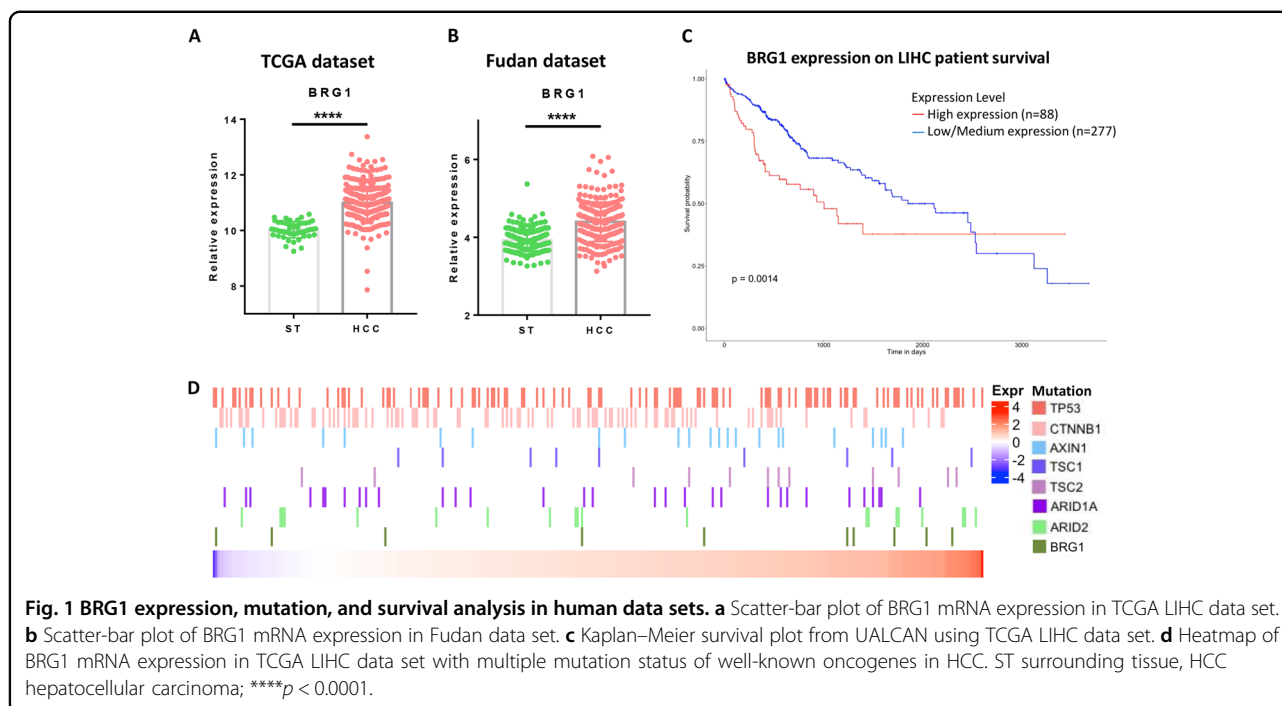 A
TCGA dataset
BRG1
****
Relative expression
14
12
10
8
ST HCC
B
Fudan dataset
BRG1
****
Relative expression
6
4
2
ST HCC
C
BRG1 expression on LIHC patient survival
Expression Level
High expression (n=88)
Low/Medium expression (n=277)
Survival probability
1.00
0.75
0.50
0.25
0.00
p = 0.0014
0 1000 2000 3000
Time in days
D
Expr
4
2
0
-2
-4
Mutation
TP53
CTNNB1
AXIN1
TSC1
TSC2
ARID1A
ARID2
BRG1
Fig. 1 BRG1 expression, mutation, and survival analysis in human data sets. a Scatter-bar plot of BRG1 mRNA expression in TCGA LIHC data set.
b Scatter-bar plot of BRG1 mRNA expression in Fudan data set. c Kaplan–Meier survival plot from UALCAN using TCGA LIHC data set. d Heatmap of
BRG1 mRNA expression in TCGA LIHC data set with multiple mutation status of well-known oncogenes in HCC. ST surrounding tissue, HCC
hepatocellular carcinoma; ****p < 0.0001.